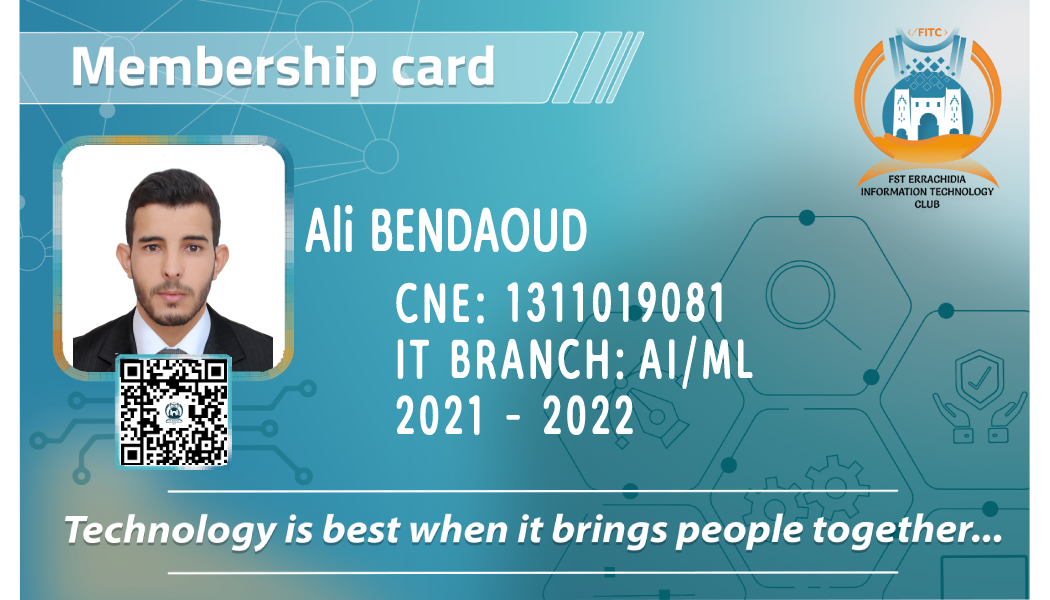 Membership card
</FITC>
FST ERRACHIDIA
INFORMATION TECHNOLOGY
CLUB
Ali BENDAOUD
CNE: 1311019081
IT BRANCH: AI/ML
2021 - 2022
Technology is best when it brings people together...